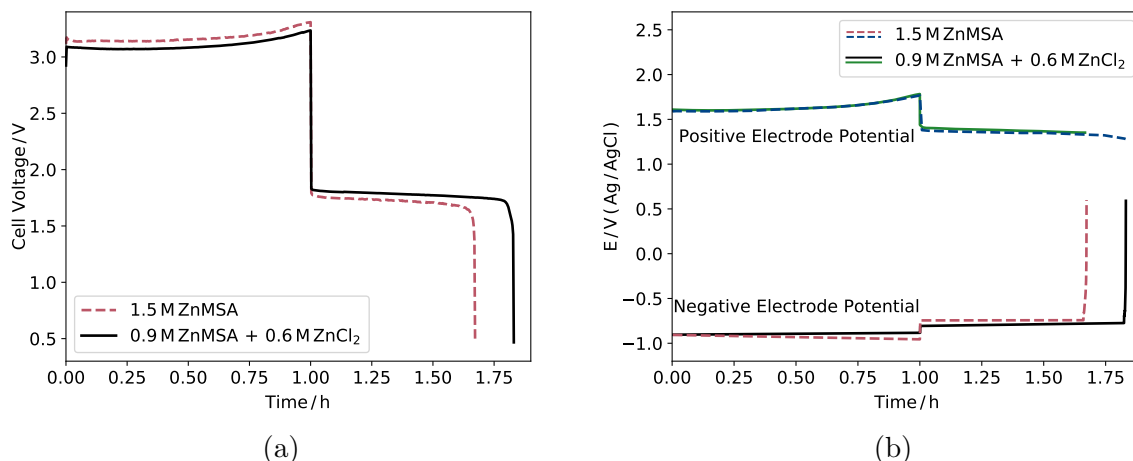 3.0
2.5
2.0
1.5
1.0
0.5
Cell Voltage / V
1.5 M ZnMSA
0.9 M ZnMSA + 0.6 M ZnCl₂
0.00 0.25 0.50 0.75 1.00 1.25 1.50 1.75
Time / h
(a)
2.5
2.0
1.5
1.0
0.5
0.0
−0.5
−1.0
E / V ( Ag / AgCl)
1.5 M ZnMSA
0.9 M ZnMSA + 0.6 M ZnCl₂
Positive Electrode Potential
Negative Electrode Potential
0.00 0.25 0.50 0.75 1.00 1.25 1.50 1.75
Time / h
(b)